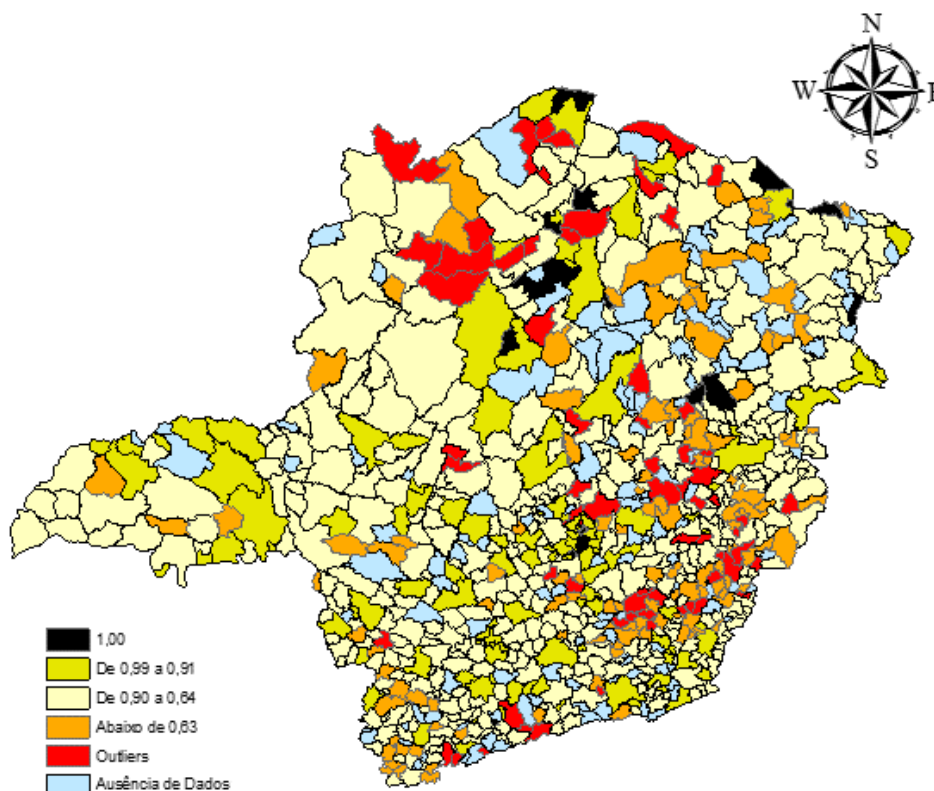 N
W
E
S
1,00
De 0,99 a 0,91
De 0,90 a 0,64
Abaixo de 0,63
Outliers
Ausência de Dados